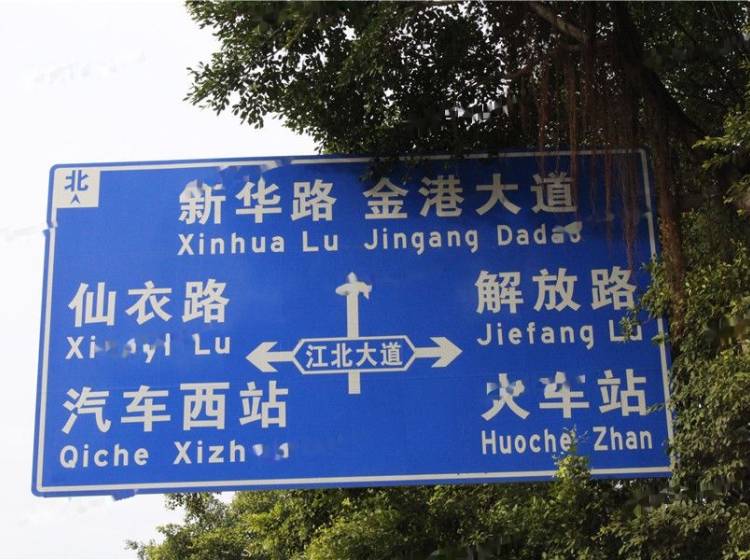 北
新华路 金港大道
Xinhua Lu Jingang Dadao
仙衣路
Lu
解放路
Jiefang Lu
江北大道
汽车西站
Qiche
火车站
Huoche Zhan